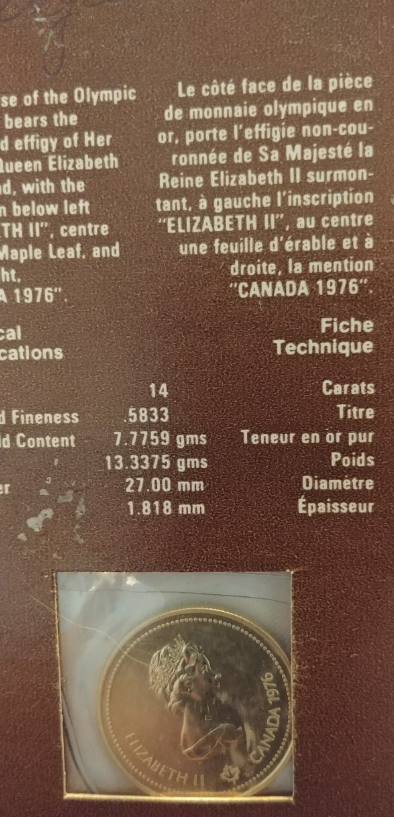 se of the Olympic
bears the
d effigy of Her
Queen Elizabeth
d, with the
n below left
TH II", centre
Maple Leaf, and
ht,
A 1976".
Le côté face de la pièce
de monnaie olympique en
or, porte l'effigie non-cou-
ronnée de Sa Majesté la
Reine Elizabeth II surmon-
tant, à gauche l'inscription
"ELIZABETH II", au centre
une feuille d'érable et à
droite, la mention
"CANADA 1976".
cal
cations
Fiche
Technique
14 Carats
d Fineness .5833 Titre
ld Content 7.7759 gms Teneur en or pur
13.3375 gms Poids
er 27.00 mm Diamètre
1.818 mm Épaisseur
ELIZABETH II CANADA 1976